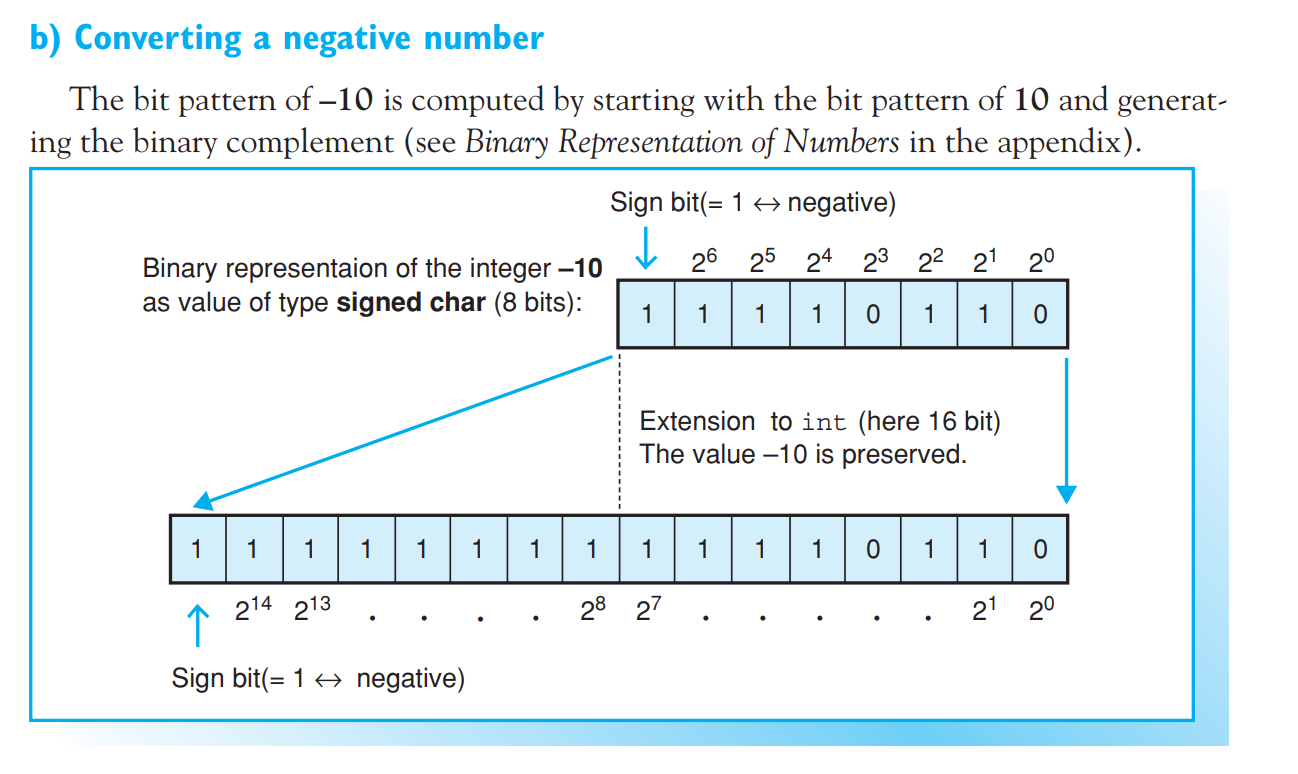 b) Converting a negative number
The bit pattern of –10 is computed by starting with the bit pattern of 10 and generat-
ing the binary complement (see Binary Representation of Numbers in the appendix).
Sign bit(= 1 ↔ negative)
2⁶ 2⁵ 2⁴ 2³ 2² 2¹ 2⁰
Binary representaion of the integer –10
as value of type signed char (8 bits):
1 1 1 1 0 1 1 0
Extension to int (here 16 bit)
The value –10 is preserved.
1 1 1 1 1 1 1 1 1 1 1 1 0 1 1 0
2¹⁴ 2¹³ . . . . 2⁸ 2⁷ . . . . . 2¹ 2⁰
Sign bit(= 1 ↔ negative)